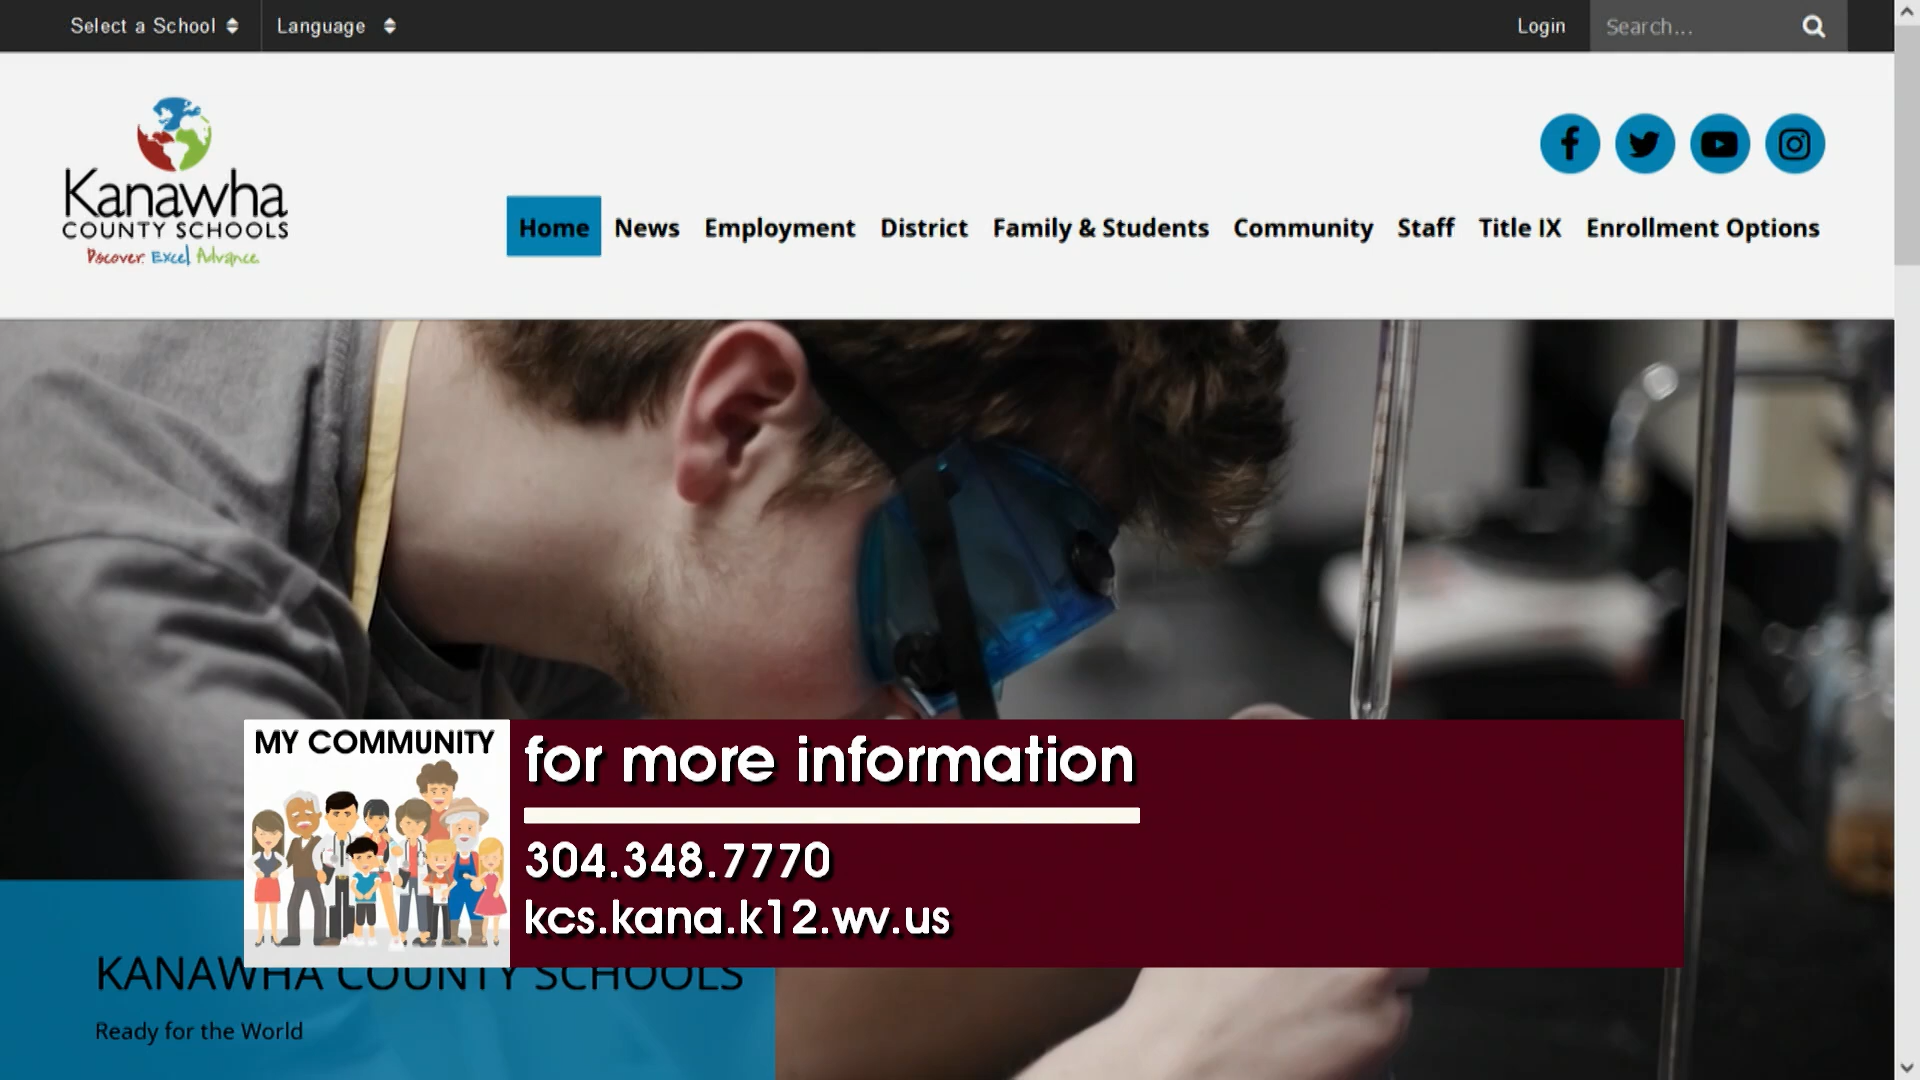 Select a School
Language
Login
Search...
Kanawha
COUNTY SCHOOLS
Discover. Excel. Advance.
Home
News
Employment
District
Family & Students
Community
Staff
Title IX
Enrollment Options
MY COMMUNITY
for more information
304.348.7770
kcs.kana.k12.wv.us
KANAWHA COUNTY SCHOOLS
Ready for the World